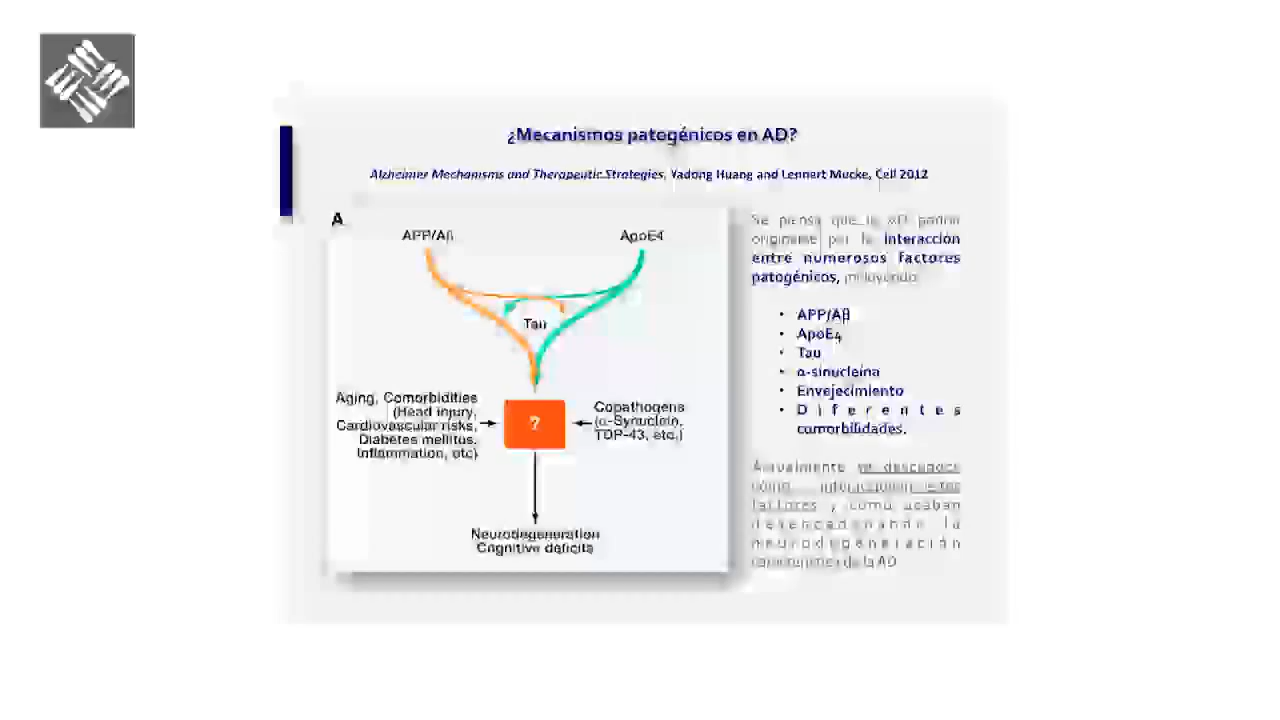 ¿Mecanismos patogénicos en AD?
Alzheimer Mechanisms and Therapeutic Strategies, Yadong Huang and Lennert Mucke, Cell 2012
A
APP/Aβ
ApoE4
Tau
Aging, Comorbidities
(Head injury,
Cardiovascular risks,
Diabetes mellitus,
Inflammation, etc)
?
Copathogens
(α-Synuclein,
TDP-43, etc.)
Neurodegeneration
Cognitive deficits
Se piensa que la AD podría
originarse por la interacción
entre numerosos factores
patogénicos, incluyendo:
• APP/Aβ
• ApoE4
• Tau
• α-sinucleína
• Envejecimiento
• Diferentes
comorbilidades.
Actualmente se desconoce
cómo interaccionan estos
factores y como acaban
desencadenando la
neurodegeneración
de la AD